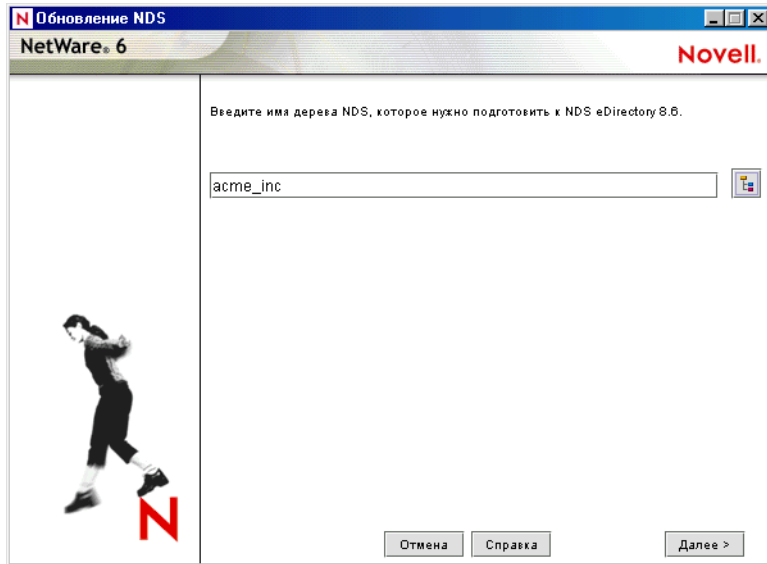 Обновление NDS
NetWare® 6
Novell.
Введите имя дерева NDS, которое нужно подготовить к NDS eDirectory 8.6.
acme_inc
N
Отмена Справка Далее >